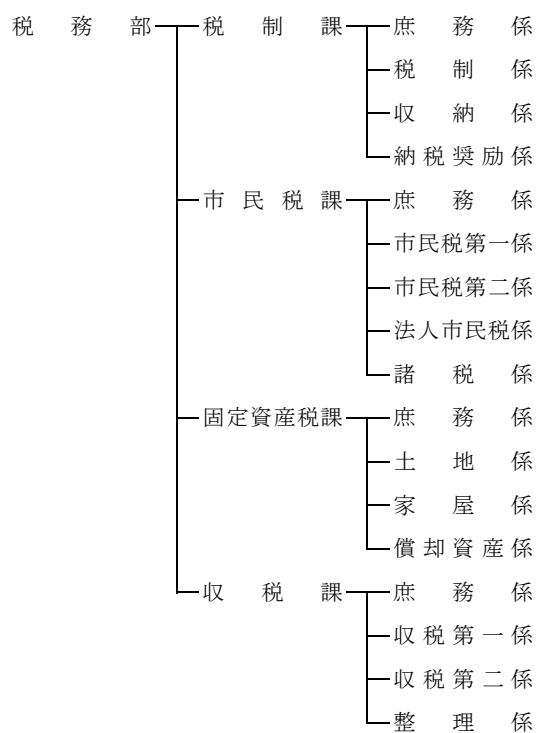 税務部 税制課 庶務係
税制係
収納係
納税奨励係
市民税課 庶務係
市民税第一係
市民税第二係
法人市民税係
諸税係
固定資産税課 庶務係
土地係
家屋係
償却資産係
収税課 庶務係
収税第一係
収税第二係
整理係